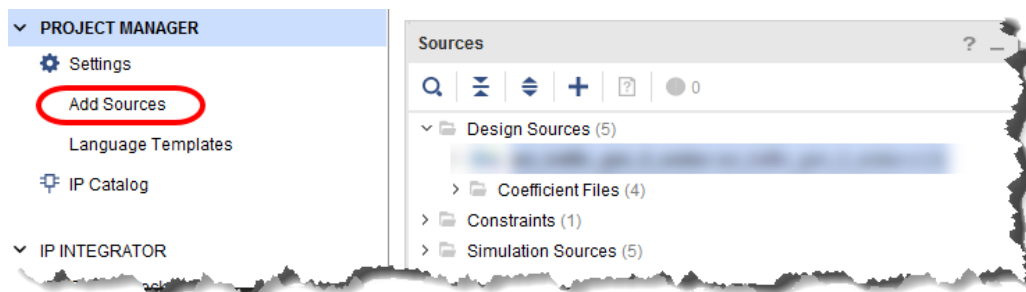 PROJECT MANAGER
Settings
Add Sources
Language Templates
IP Catalog
IP INTEGRATOR
Sources
? _
0
Design Sources (5)
Coefficient Files (4)
Constraints (1)
Simulation Sources (5)